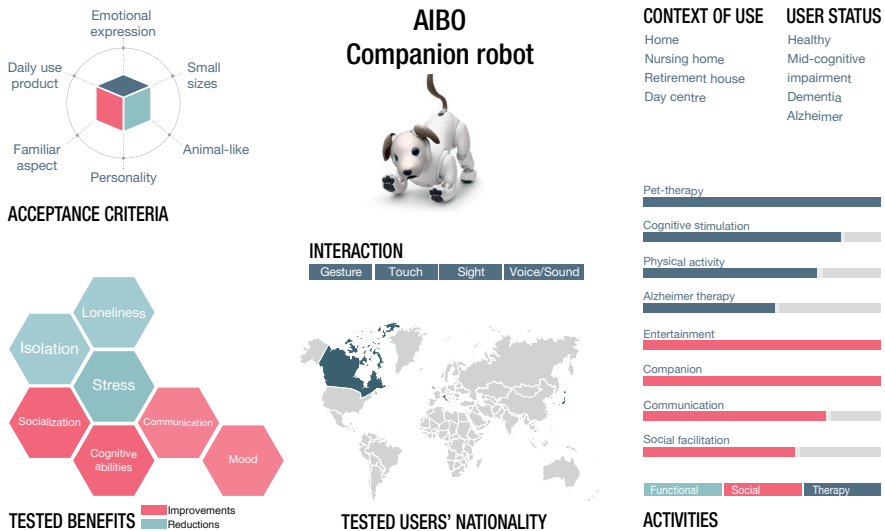 AIBO
Companion robot
Emotional
expression
Daily use
product
Small
sizes
Familiar
aspect
Animal-like
Personality
ACCEPTANCE CRITERIA
CONTEXT OF USE
Home
Nursing home
Retirement house
Day centre
USER STATUS
Healthy
Mid-cognitive
impairment
Dementia
Alzheimer
INTERACTION
Gesture
Touch
Sight
Voice/Sound
Loneliness
Isolation
Stress
Socialization
Communication
Cognitive
abilities
Mood
TESTED BENEFITS
Improvements
Reductions
TESTED USERS' NATIONALITY
Pet-therapy
Cognitive stimulation
Physical activity
Alzheimer therapy
Entertainment
Companion
Communication
Social facilitation
Functional
Social
Therapy
ACTIVITIES